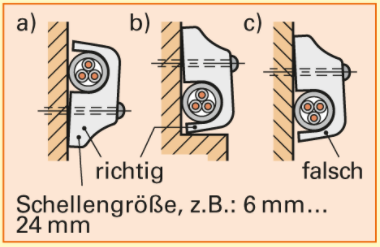 a) b) c)
richtig falsch
Schellengröße, z.B.: 6 mm...
24 mm